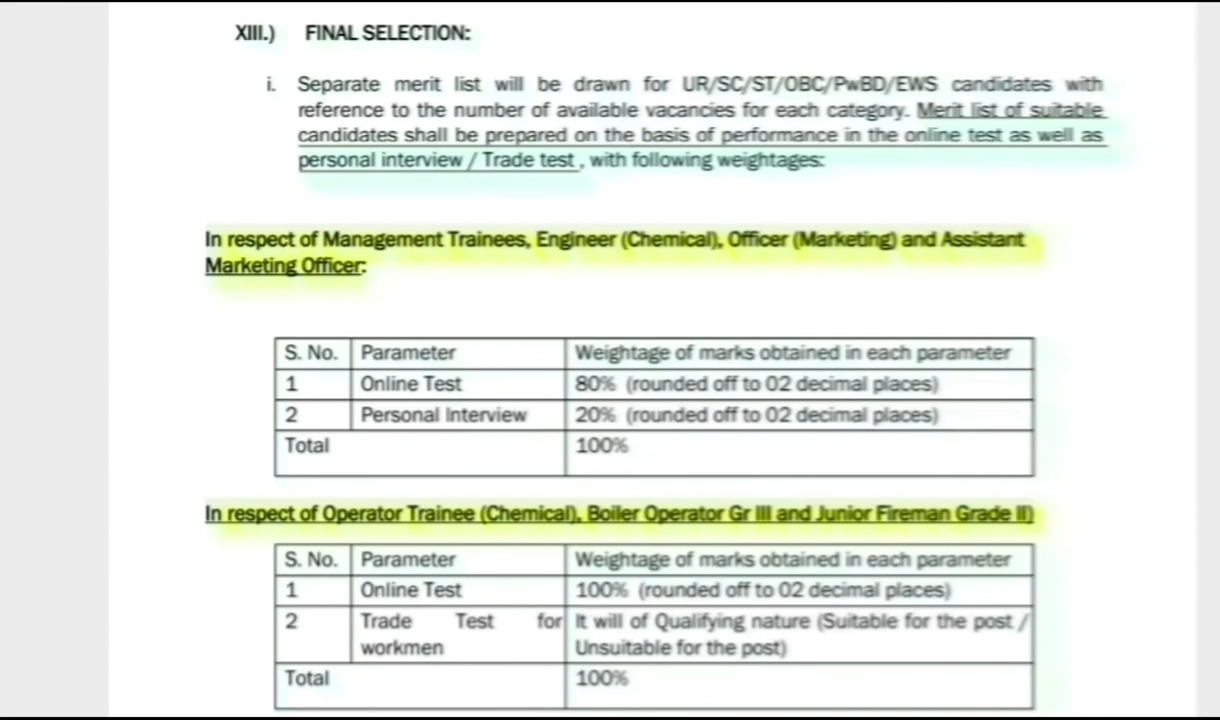 XIII.) FINAL SELECTION:
i. Separate merit list will be drawn for UR/SC/ST/OBC/PwBD/EWS candidates with
reference to the number of available vacancies for each category. Merit list of suitable
candidates shall be prepared on the basis of performance in the online test as well as
personal interview / Trade test , with following weightages:
In respect of Management Trainees, Engineer (Chemical), Officer (Marketing) and Assistant
Marketing Officer:
S. No. Parameter Weightage of marks obtained in each parameter
1 Online Test 80% (rounded off to 02 decimal places)
2 Personal Interview 20% (rounded off to 02 decimal places)
Total 100%
In respect of Operator Trainee (Chemical), Boiler Operator Gr III and Junior Fireman Grade II)
S. No. Parameter Weightage of marks obtained in each parameter
1 Online Test 100% (rounded off to 02 decimal places)
2 Trade Test for It will of Qualifying nature (Suitable for the post /
workmen Unsuitable for the post)
Total 100%